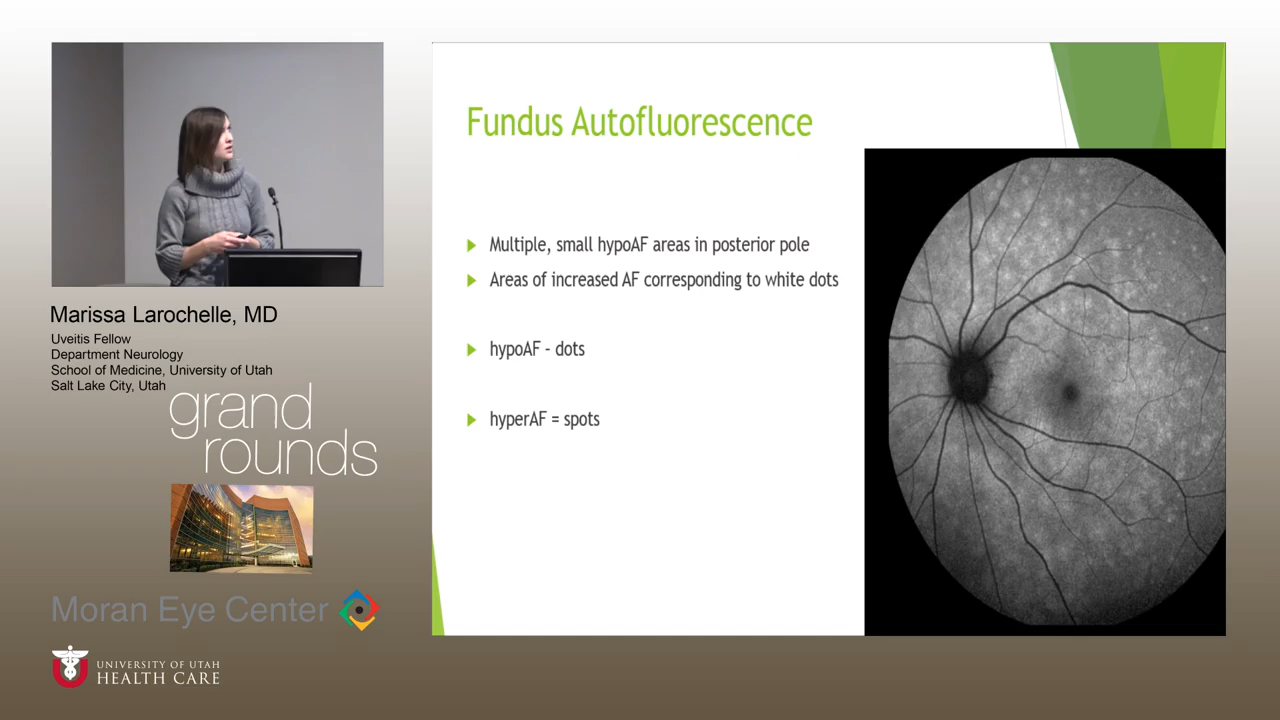 Fundus Autofluorescence
Multiple, small hypoAF areas in posterior pole
Areas of increased AF corresponding to white dots
hypoAF - dots
hyperAF = spots
Marissa Larochelle, MD
Uveitis Fellow
Department Neurology
School of Medicine, University of Utah
Salt Lake City, Utah
grand
rounds
Moran Eye Center
UNIVERSITY OF UTAH
HEALTH CARE